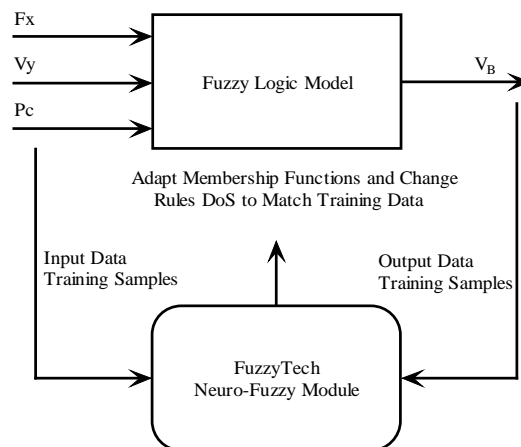 Fx
Vy
Pc
Fuzzy Logic Model
V_B
Adapt Membership Functions and Change
Rules DoS to Match Training Data
Input Data
Training Samples
Output Data
Training Samples
FuzzyTech
Neuro-Fuzzy Module